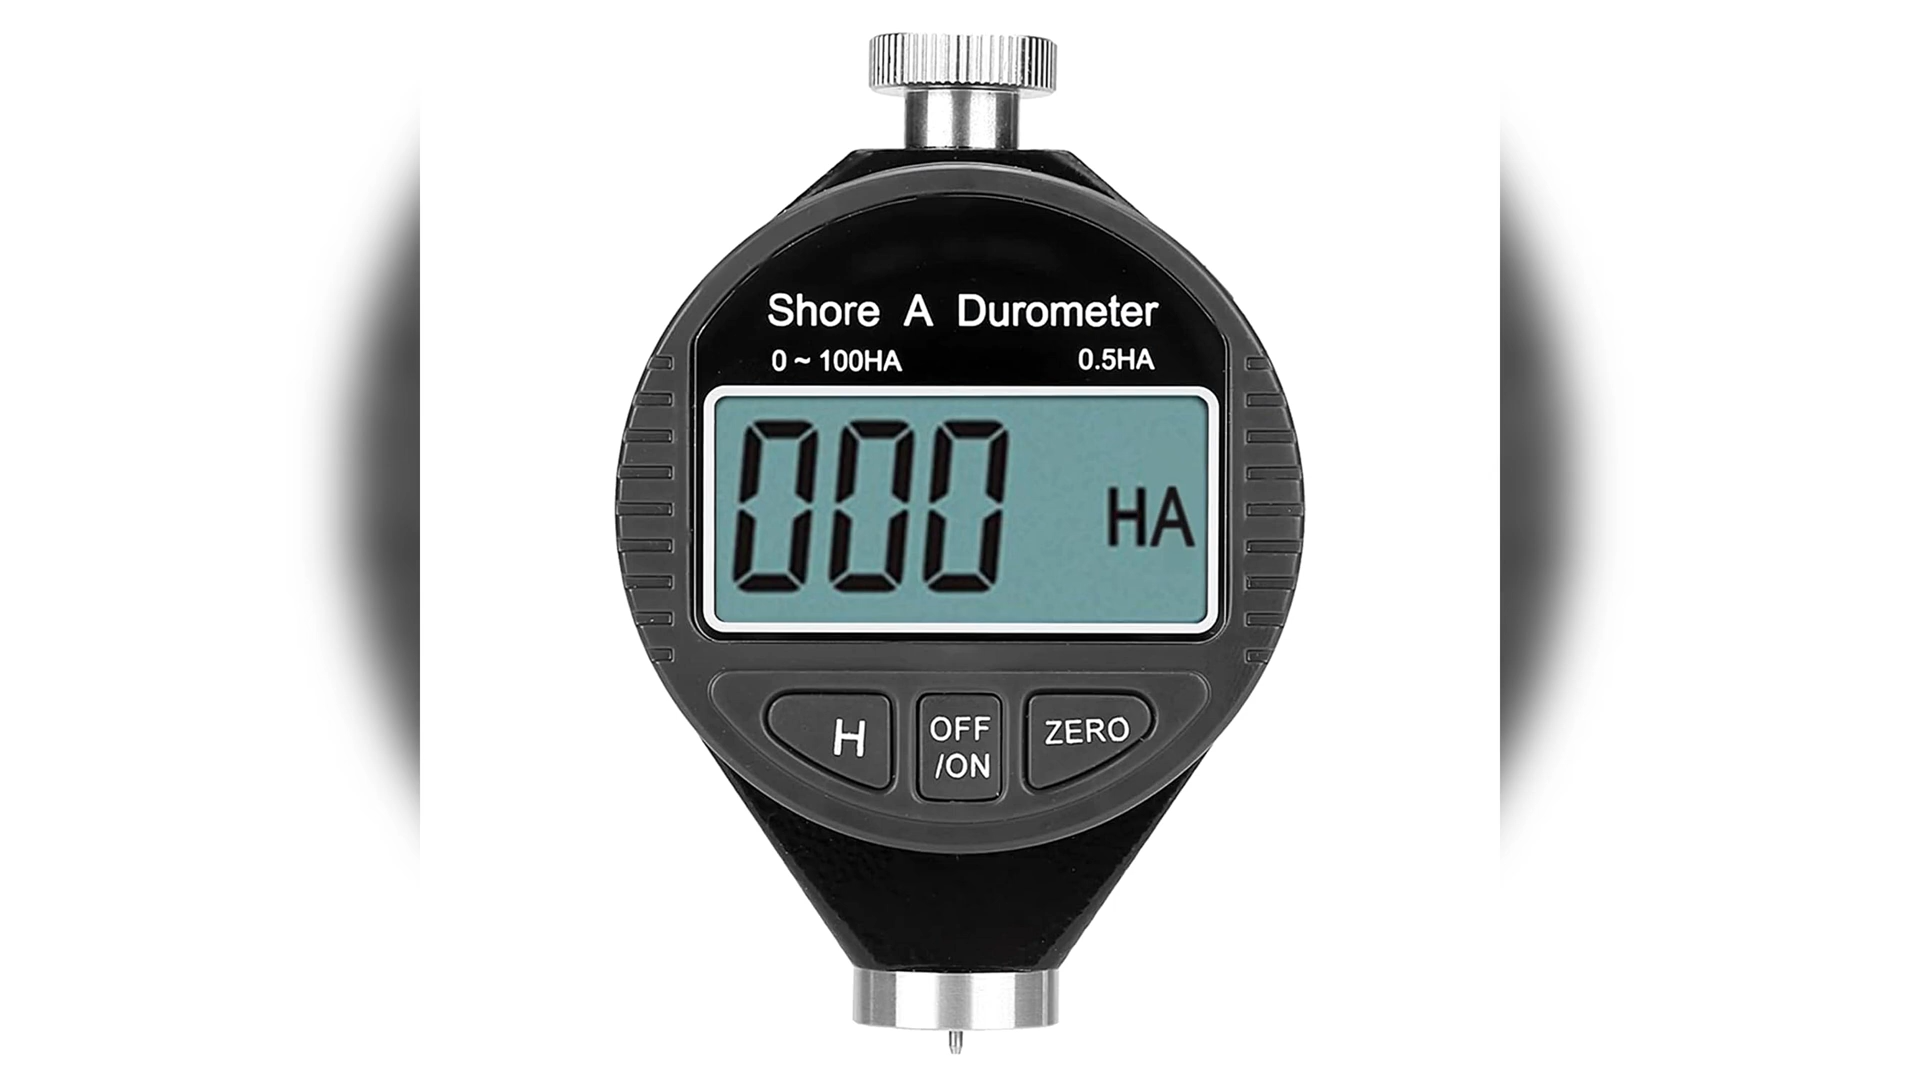 Shore A Durometer
0 ~ 100HA 0.5HA
000 HA
H OFF /ON ZERO